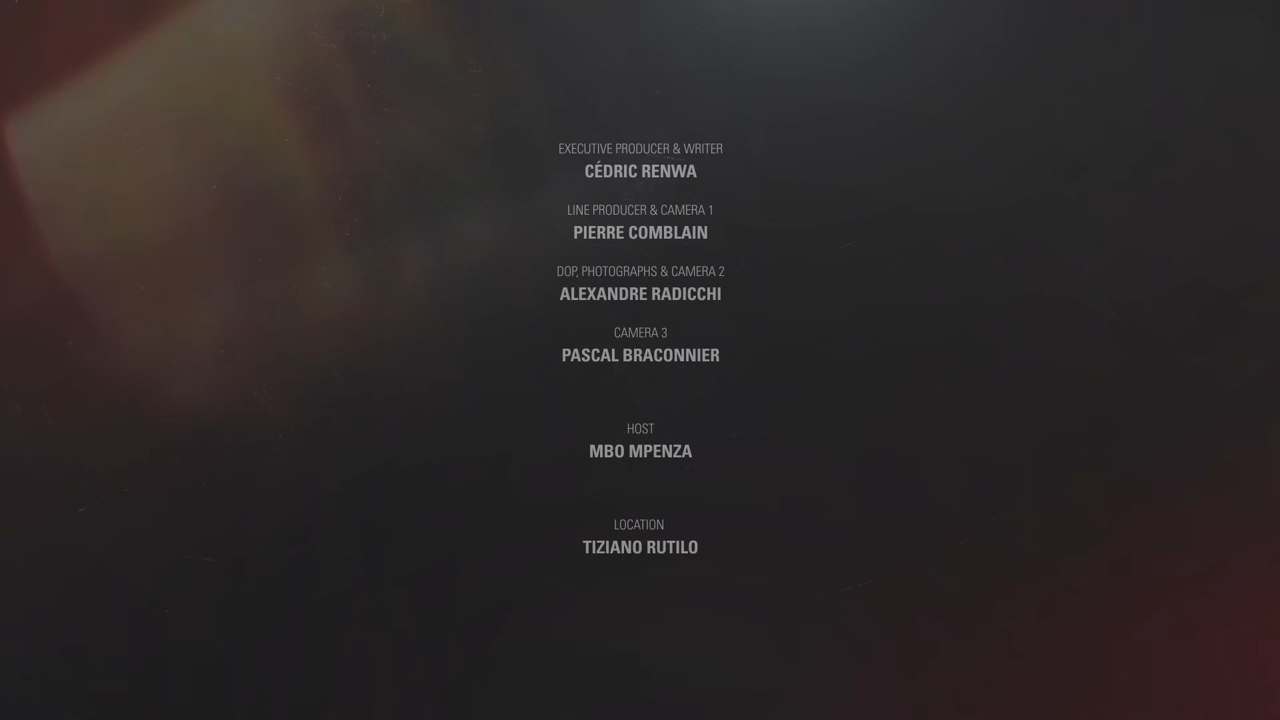 EXECUTIVE PRODUCER & WRITER
CÉDRIC RENWA
LINE PRODUCER & CAMERA 1
PIERRE COMBLAIN
DOP, PHOTOGRAPHS & CAMERA 2
ALEXANDRE RADICCHI
CAMERA 3
PASCAL BRACONNIER
HOST
MBO MPENZA
LOCATION
TIZIANO RUTILO